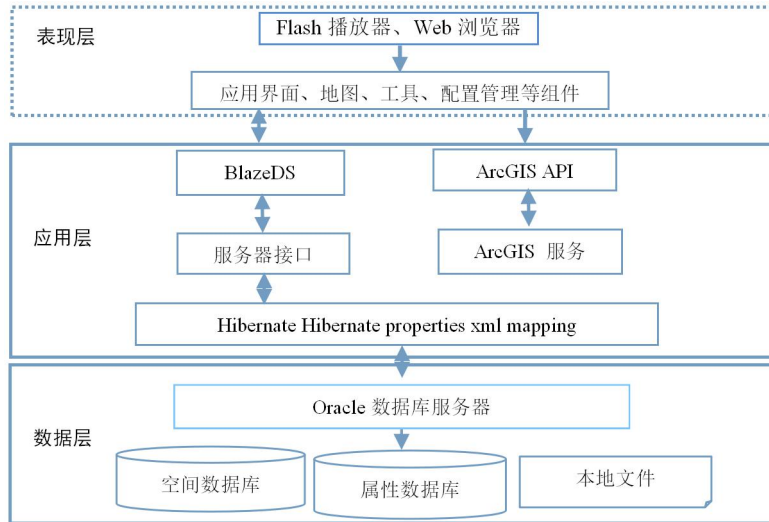 表现层
Flash 播放器、Web 浏览器
应用界面、地图、工具、配置管理等组件
应用层
BlazeDS
ArcGIS API
服务器接口
ArcGIS 服务
Hibernate Hibernate properties xml mapping
数据层
Oracle 数据库服务器
空间数据库
属性数据库
本地文件